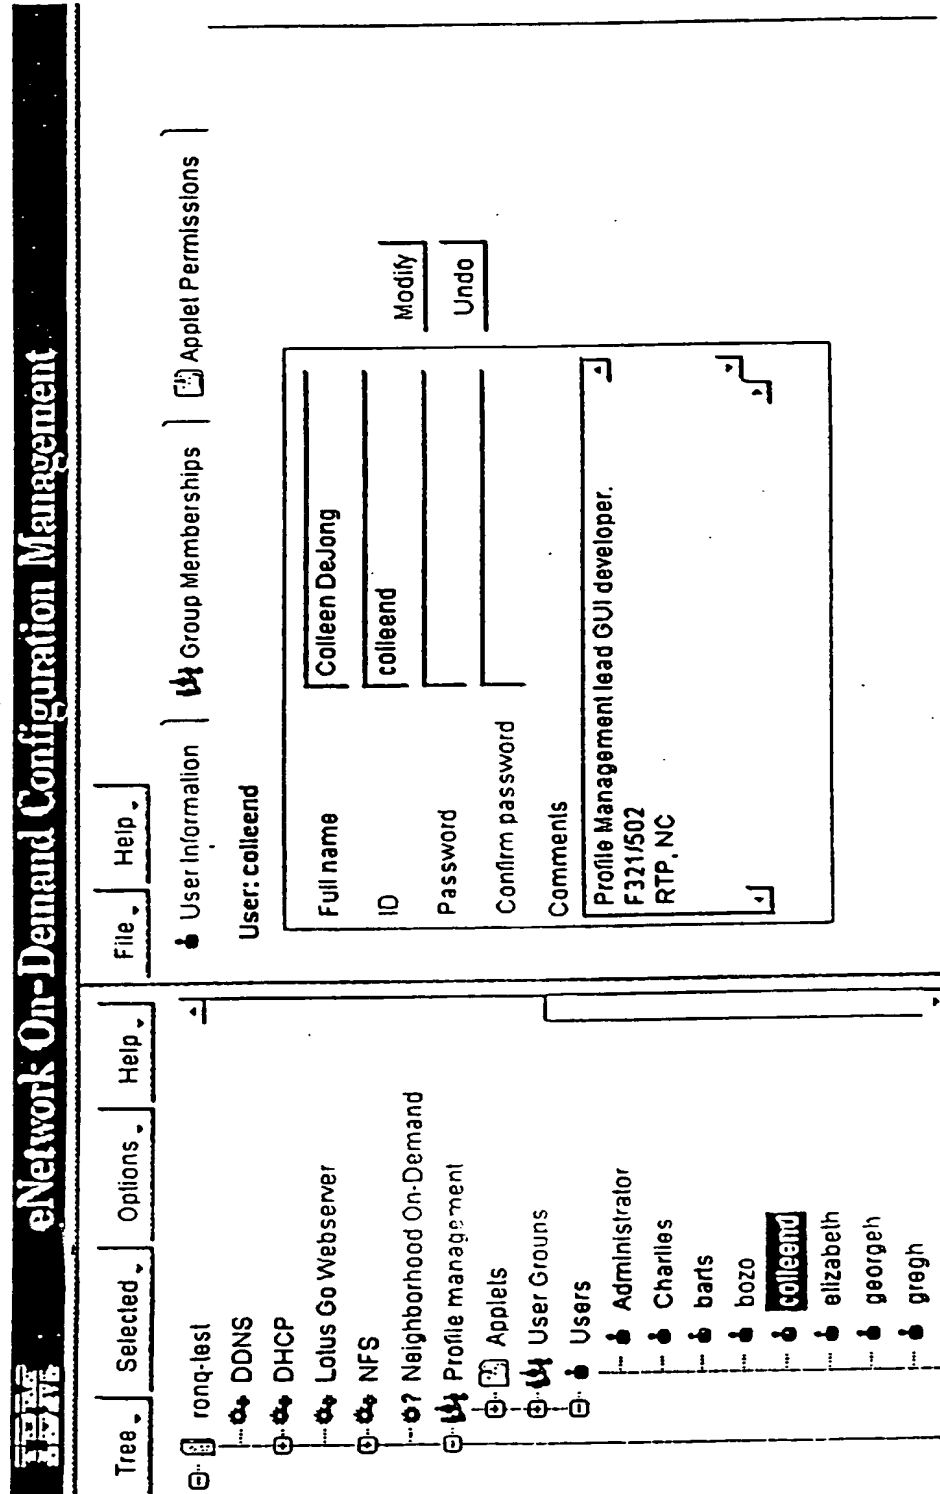 IBM
eNetwork On-Demand Configuration Management
Tree Selected Options Help
ronq-test
DDNS
DHCP
Lotus Go Webserver
NFS
? Neighborhood On-Demand
Profile management
Applets
User Grouns
Users
Administrator
Charlies
barts
bozo
colleend
elizabeth
georgeh
gregh
File Help
User Information Group Memberships Applet Permissions
User: colleend
Full name Colleen DeJong
ID colleend
Password
Confirm password
Comments
Profile Management lead GUI developer.
F321/502
RTP, NC
Modify
Undo